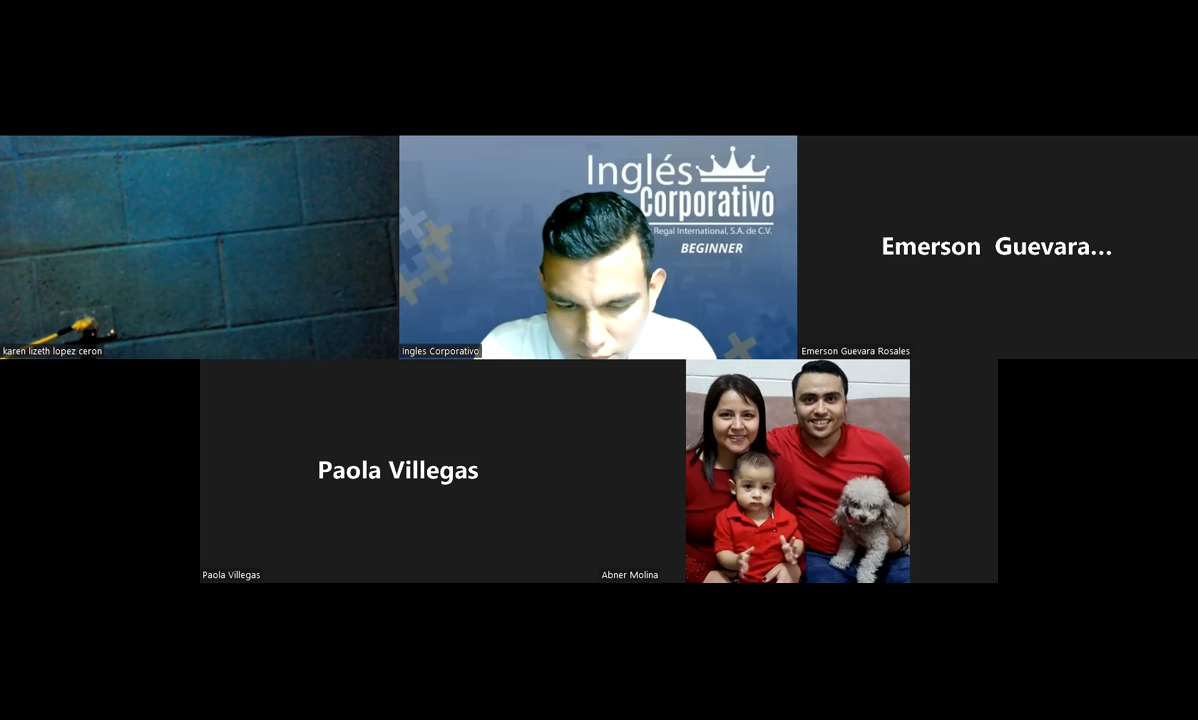 Inglés
Corporativo
Regal International, S.A. de C.V.
BEGINNER
Emerson  Guevara...
karen lizeth lopez ceron
Ingles Corporativo
Emerson Guevara Rosales
Paola Villegas
Paola Villegas
Abner Molina